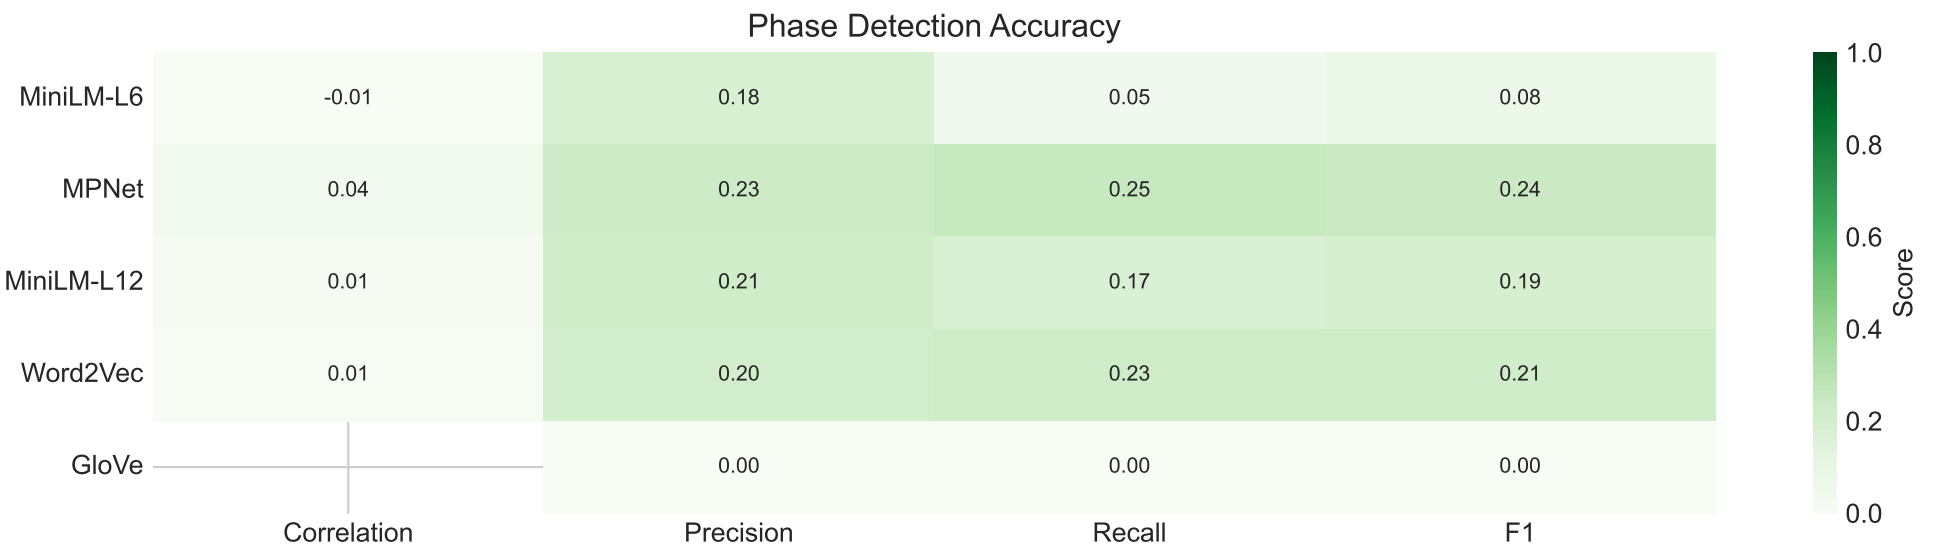 Phase Detection Accuracy
MiniLM-L6 -0.01 0.18 0.05 0.08
MPNet 0.04 0.23 0.25 0.24
MiniLM-L12 0.01 0.21 0.17 0.19
Word2Vec 0.01 0.20 0.23 0.21
GloVe 0.00 0.00 0.00
Correlation Precision Recall F1
1.0
0.8
0.6
0.4
0.2
0.0
Score